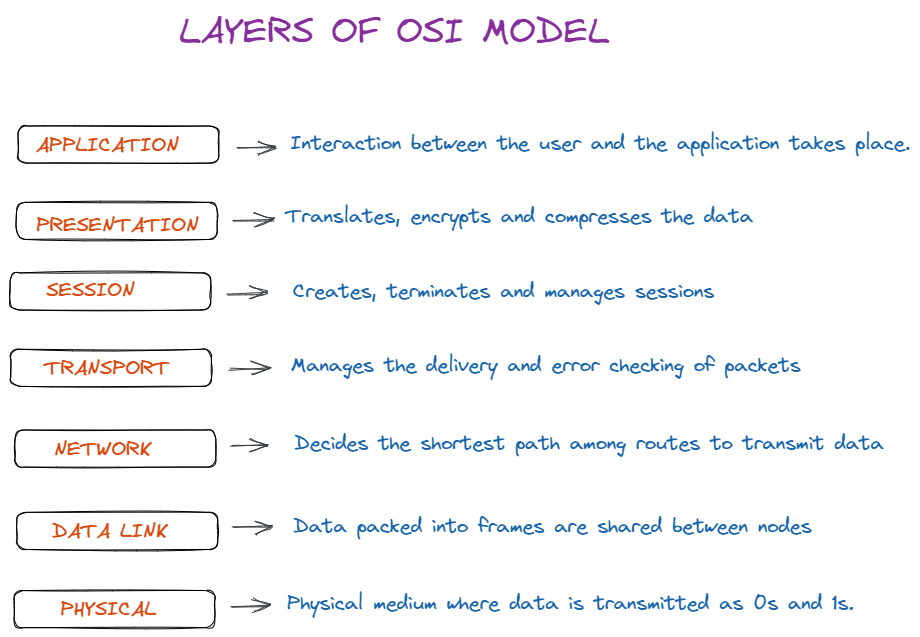 LAYERS OF OSI MODEL
APPLICATION
Interaction between the user and the application takes place.
PRESENTATION
Translates, encrypts and compresses the data
SESSION
Creates, terminates and manages sessions
TRANSPORT
Manages the delivery and error checking of packets
NETWORK
Decides the shortest path among routes to transmit data
DATA LINK
Data packed into frames are shared between nodes
PHYSICAL
Physical medium where data is transmitted as 0s and 1s.